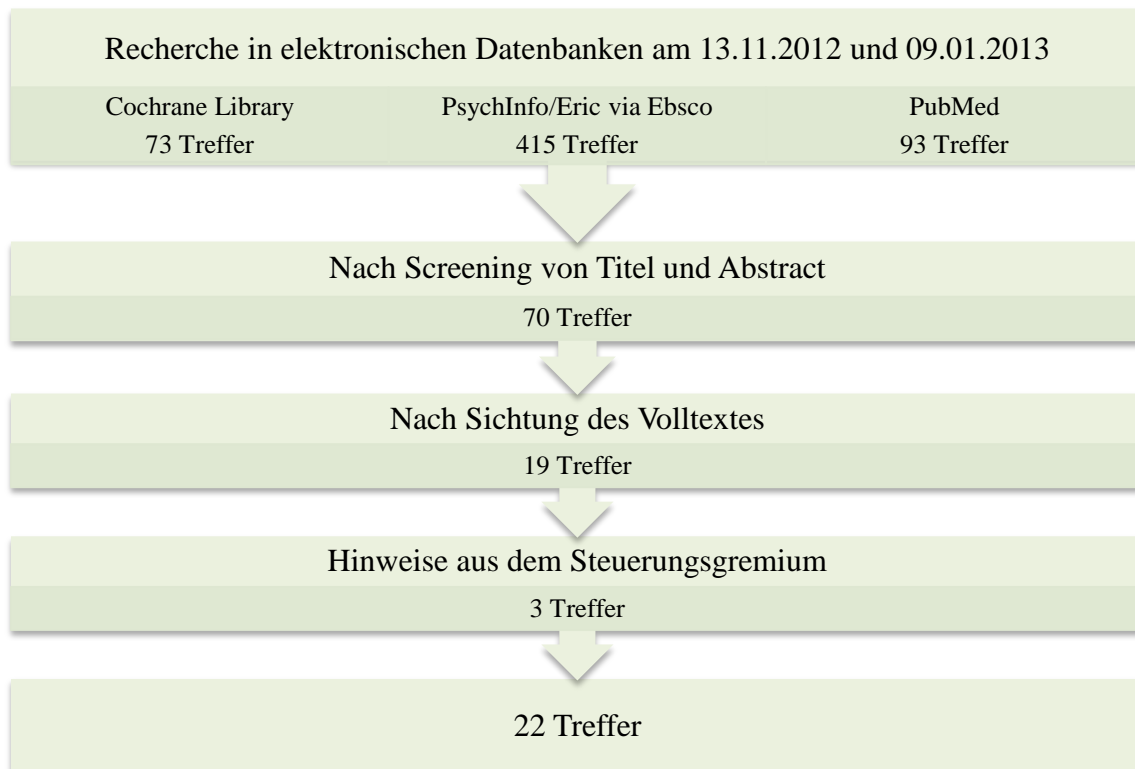 Recherche in elektronischen Datenbanken am 13.11.2012 und 09.01.2013
Cochrane Library
73 Treffer
PsychInfo/Eric via Ebsco
415 Treffer
PubMed
93 Treffer
Nach Screening von Titel und Abstract
70 Treffer
Nach Sichtung des Volltextes
19 Treffer
Hinweise aus dem Steuerungsgremium
3 Treffer
22 Treffer